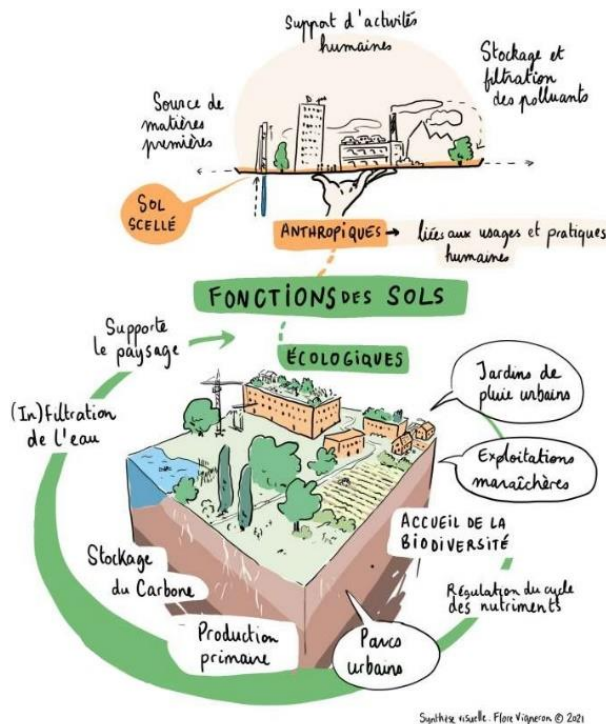 Support d'activités
humaines
Stockage et
filtration
des polluants
Source de
matières
premières
SOL
SCELLÉ
ANTHROPIQUES
liées aux usages et pratiques
humaines
FONCTIONS DES SOLS
ÉCOLOGIQUES
Supporte
le paysage
(In)filtration
de l'eau
Jardins de
pluie urbains
Exploitations
maraîchères
ACCUEIL DE LA
BIODIVERSITÉ
Stockage
du Carbone
Régulation du cycle
des nutriments
Production
primaire
Parcs
urbains
Synthèse visuelle. Flore Vigneron © 2021